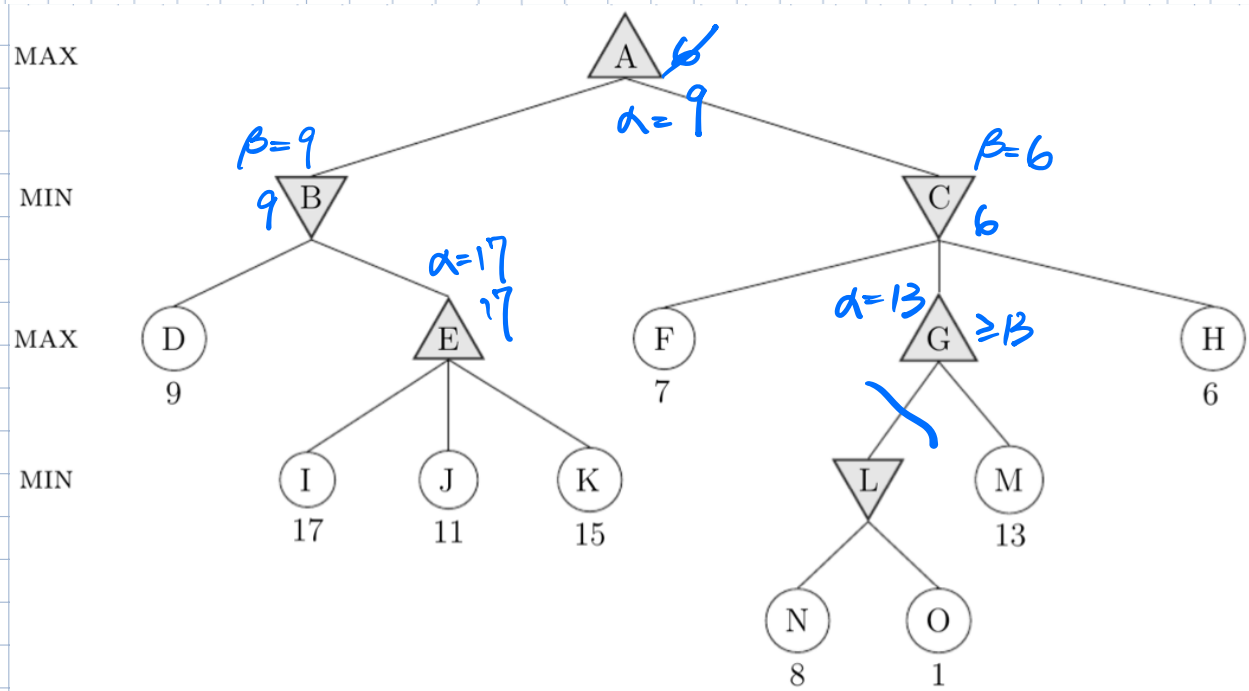 MAX
A 6
α = 9
β = 9
β = 6
MIN
B
C
9
6
α = 17
17
α = 13
MAX
D
E
F
G
≥ 13
H
9
7
6
MIN
I
J
K
L
M
17
11
15
13
N
O
8
1